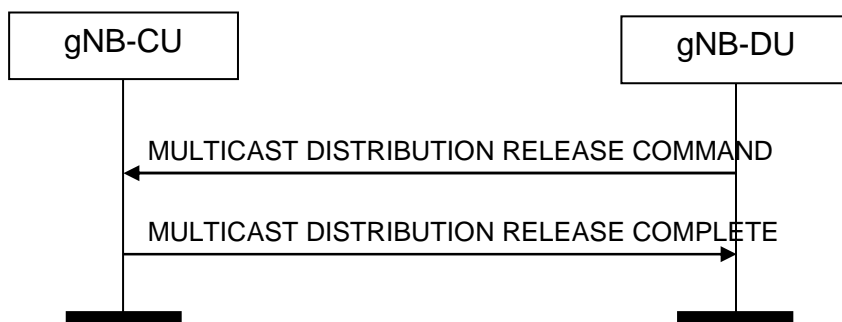 gNB-CU
gNB-DU
MULTICAST DISTRIBUTION RELEASE COMMAND
MULTICAST DISTRIBUTION RELEASE COMPLETE